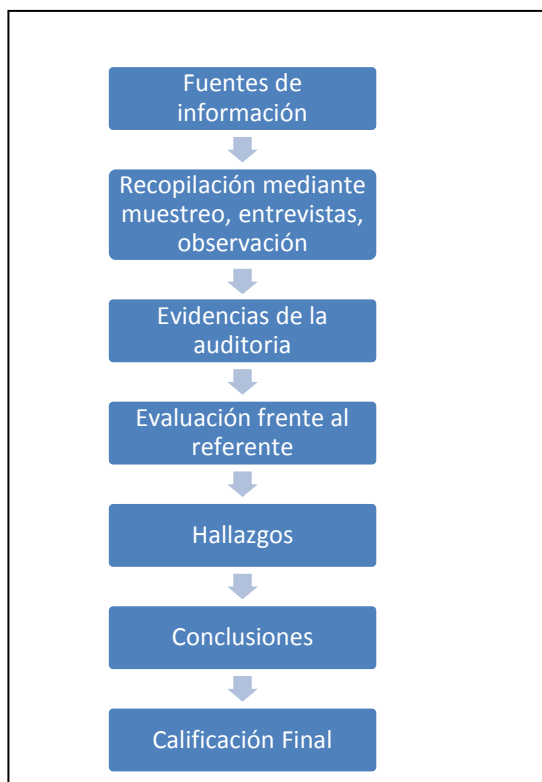 Fuentes de
información
Recopilación mediante
muestreo, entrevistas,
observación
Evidencias de la
auditoria
Evaluación frente al
referente
Hallazgos
Conclusiones
Calificación Final